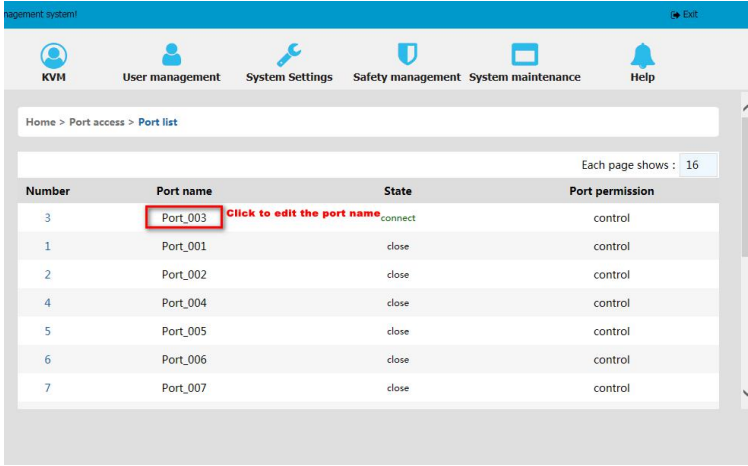 nagement system! Exit
KVM User management System Settings Safety management System maintenance Help
Home > Port access > Port list
Each page shows : 16
Number Port name State Port permission
3 Port_003 Click to edit the port name connect control
1 Port_001 close control
2 Port_002 close control
4 Port_004 close control
5 Port_005 close control
6 Port_006 close control
7 Port_007 close control